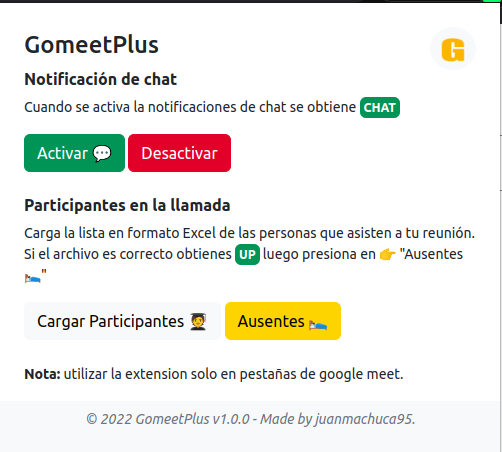 GomeetPlus
G
Notificación de chat
Cuando se activa la notificaciones de chat se obtiene CHAT
Activar 💬 Desactivar
Participantes en la llamada
Carga la lista en formato Excel de las personas que asisten a tu reunión.
Si el archivo es correcto obtienes UP luego presiona en 👉 "Ausentes
🛌"
Cargar Participantes 🧑‍🎓 Ausentes 🛌
Nota: utilizar la extension solo en pestañas de google meet.
© 2022 GomeetPlus v1.0.0 - Made by juanmachuca95.